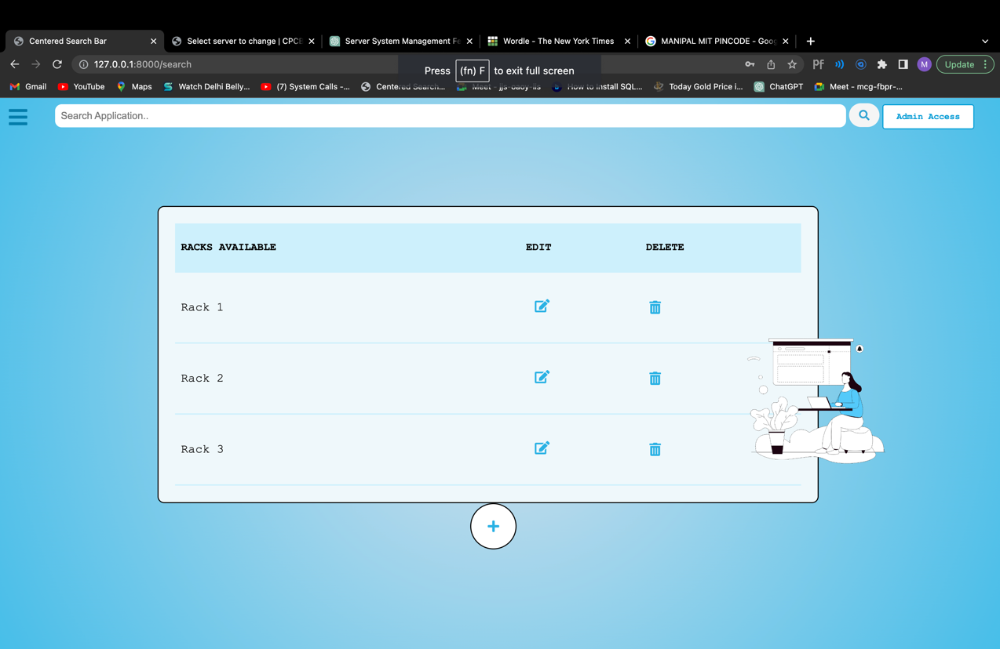 Centered Search Bar
Select server to change | CPCE
Server System Management Fe
Wordle - The New York Times
MANIPAL MIT PINCODE - Goog
127.0.0.1:8000/search
Press (fn) F to exit full screen
M
Update
Gmail
YouTube
Maps
Watch Delhi Belly...
(7) System Calls -...
Centered Search...
Meet - jjs-oaoy-iis
How to Install SQL...
Today Gold Price i...
ChatGPT
Meet - mcg-fbpr-...
Search Application..
Admin Access
RACKS AVAILABLE EDIT DELETE
Rack 1
Rack 2
Rack 3